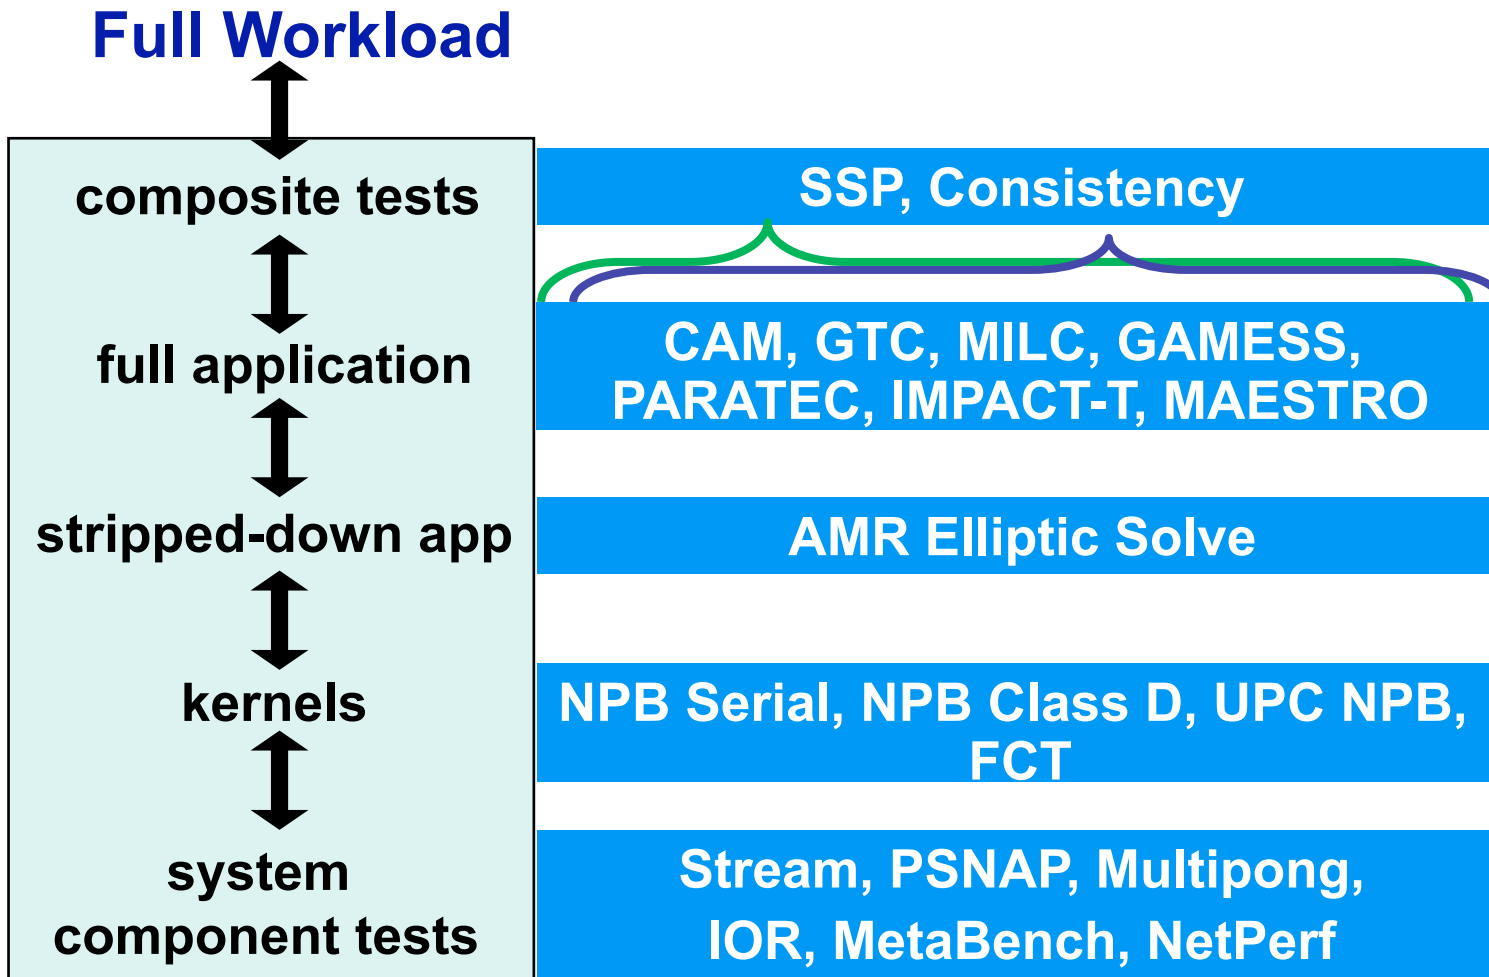 Full Workload
composite tests
SSP, Consistency
full application
CAM, GTC, MILC, GAMESS,
PARATEC, IMPACT-T, MAESTRO
stripped-down app
AMR Elliptic Solve
kernels
NPB Serial, NPB Class D, UPC NPB,
FCT
system
component tests
Stream, PSNAP, Multipong,
IOR, MetaBench, NetPerf